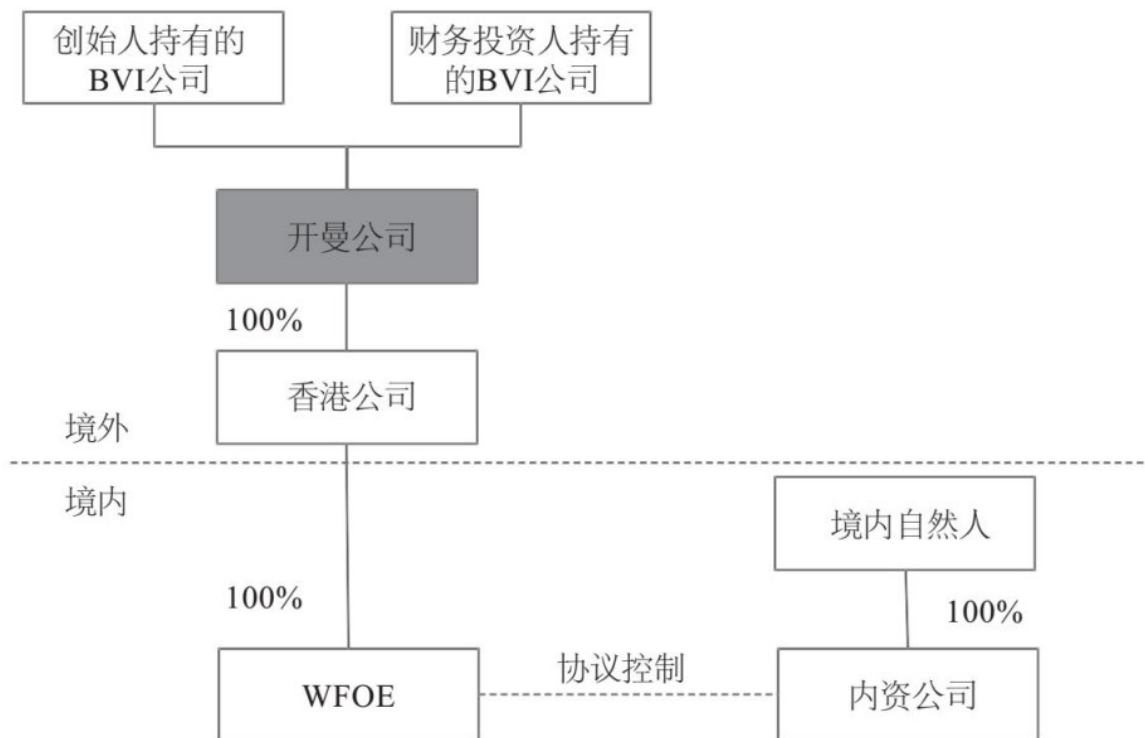 创始人持有的
BVI公司
财务投资人持有
的BVI公司
开曼公司
100%
香港公司
境外
境内
境内自然人
100%
100%
协议控制
WFOE
内资公司